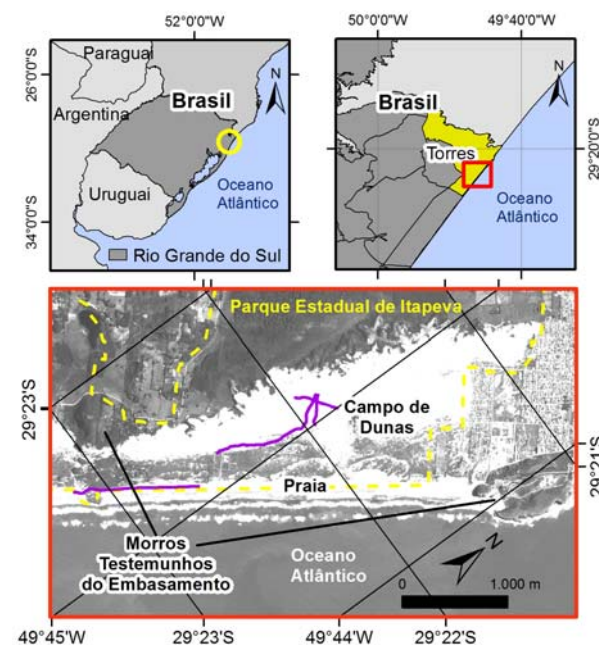 52°0'0"W
26°0'0"S
34°0'0"S
Paraguai
N
Brasil
Argentina
Uruguai
Oceano
Atlântico
Rio Grande do Sul
50°0'0"W
49°40'0"W
N
Brasil
Torres
29°20'0"S
Oceano
Atlântico
Parque Estadual de Itapeva
29°23'S
Campo de
Dunas
29°21'S
Praia
Morros
Testemunhos
do Embasamento
Oceano
Atlântico
N
0
1.000 m
49°45'W
29°23'S
49°44'W
29°22'S